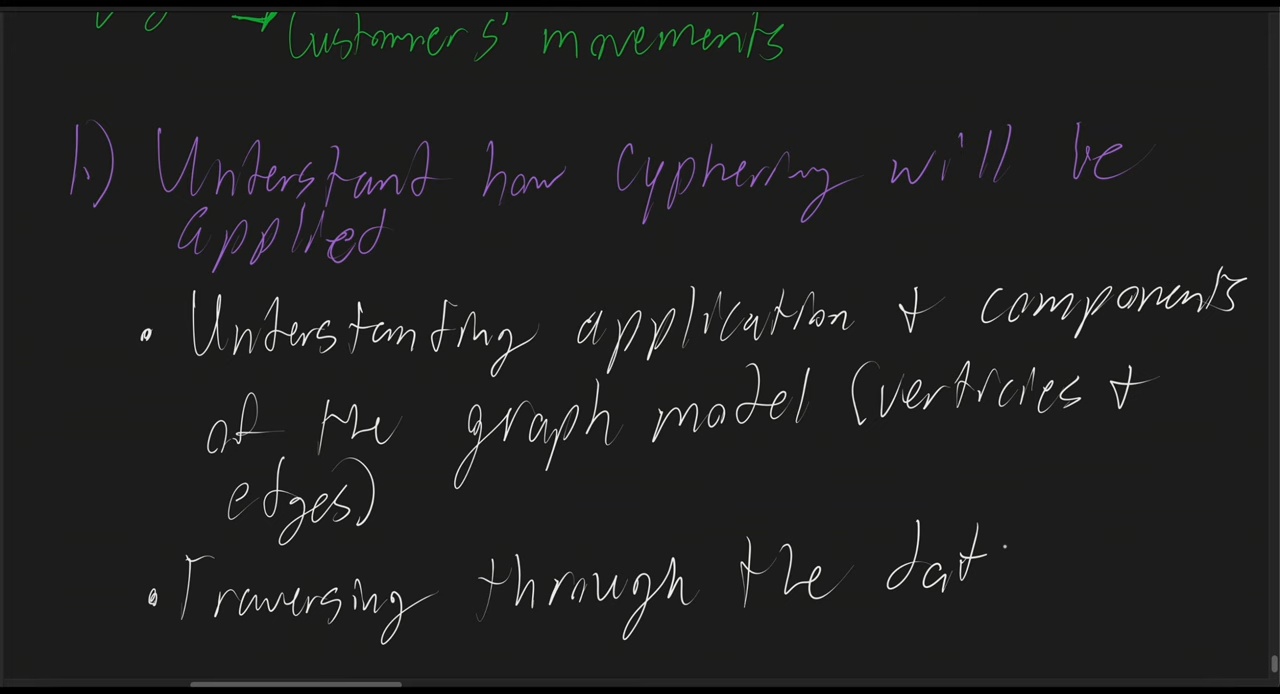 → Customers' movements
1.) Understand how cyphering will be
applied
• Understanding application + components
of the graph model (verticies +
edges)
• Traversing through the dat